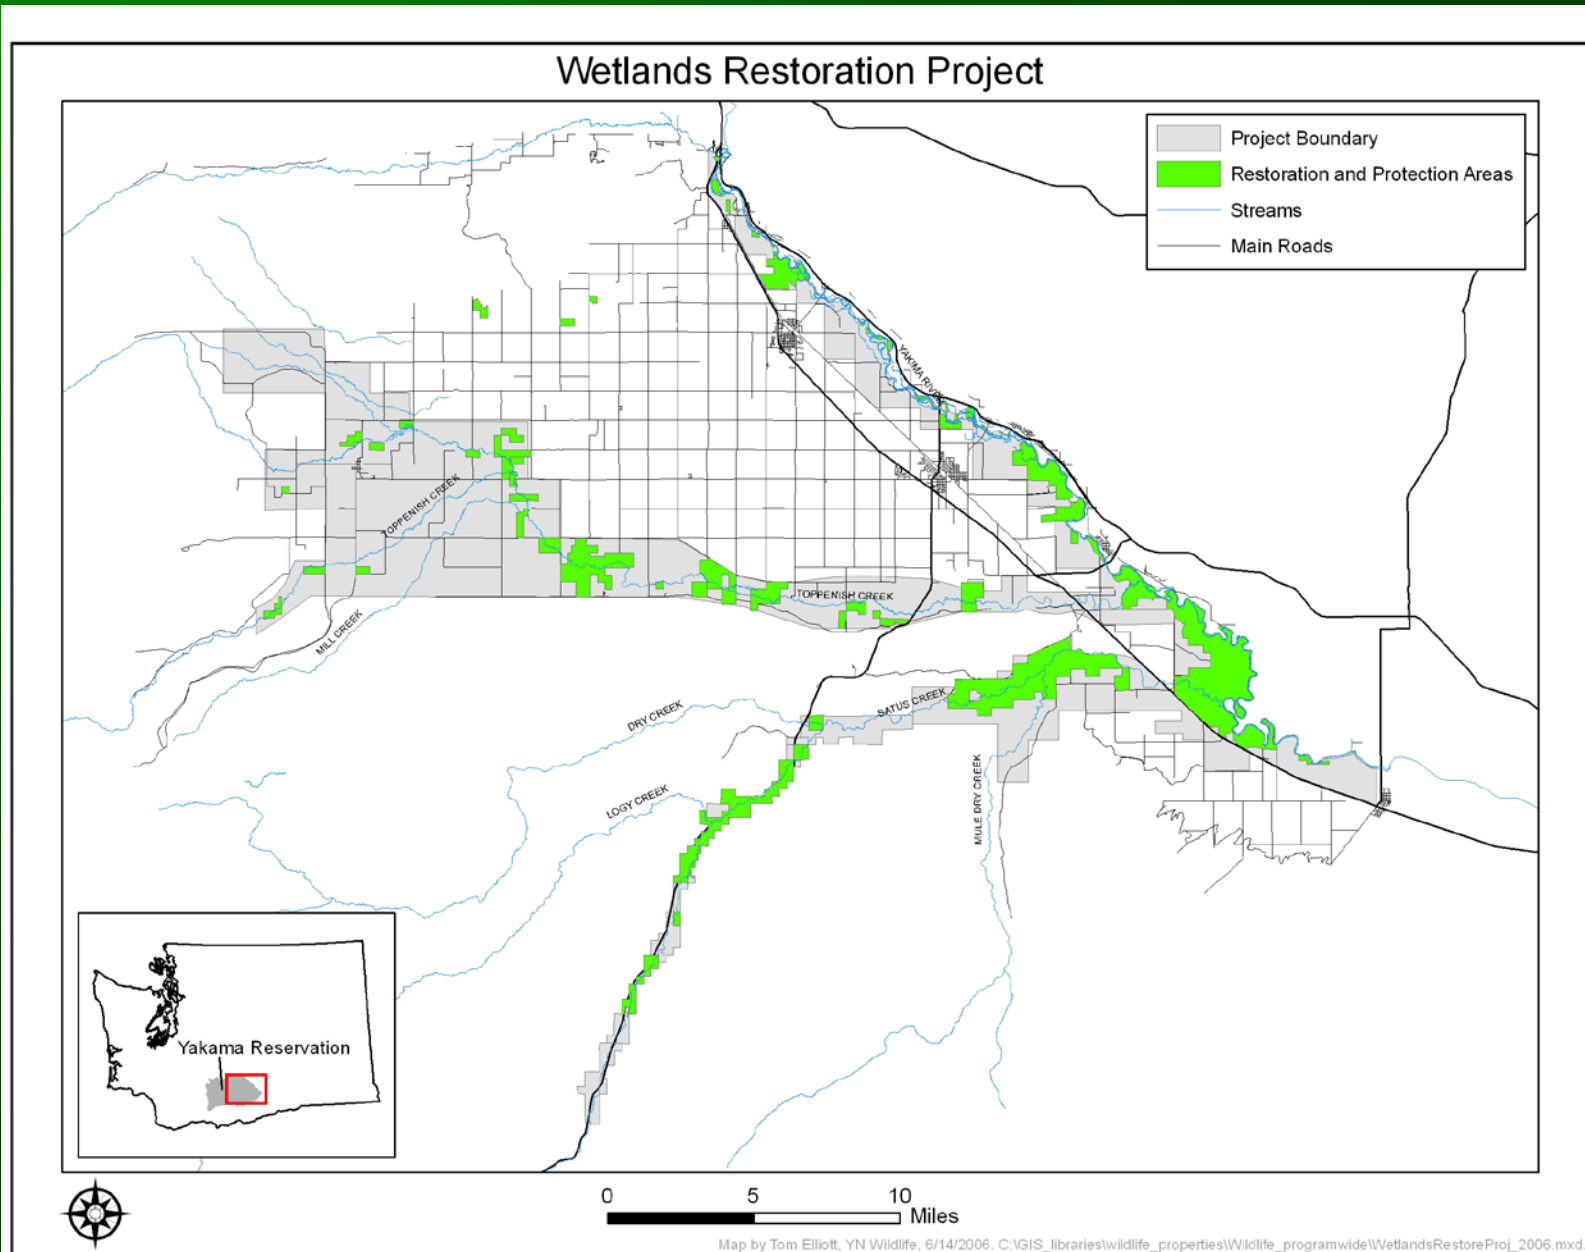 Wetlands Restoration Project
Project Boundary
Restoration and Protection Areas
Streams
Main Roads
YAKIMA RIVER
TOPPENISH CREEK
TOPPENISH CREEK
MILL CREEK
SATUS CREEK
DRY CREEK
LOGY CREEK
MULE DRY CREEK
Yakama Reservation
0 5 10
Miles
Map by Tom Elliott, YN Wildlife, 6/14/2006. C:\GIS_libraries\wildlife_properties\Wildlife_programwide\WetlandsRestoreProj_2006.mxd